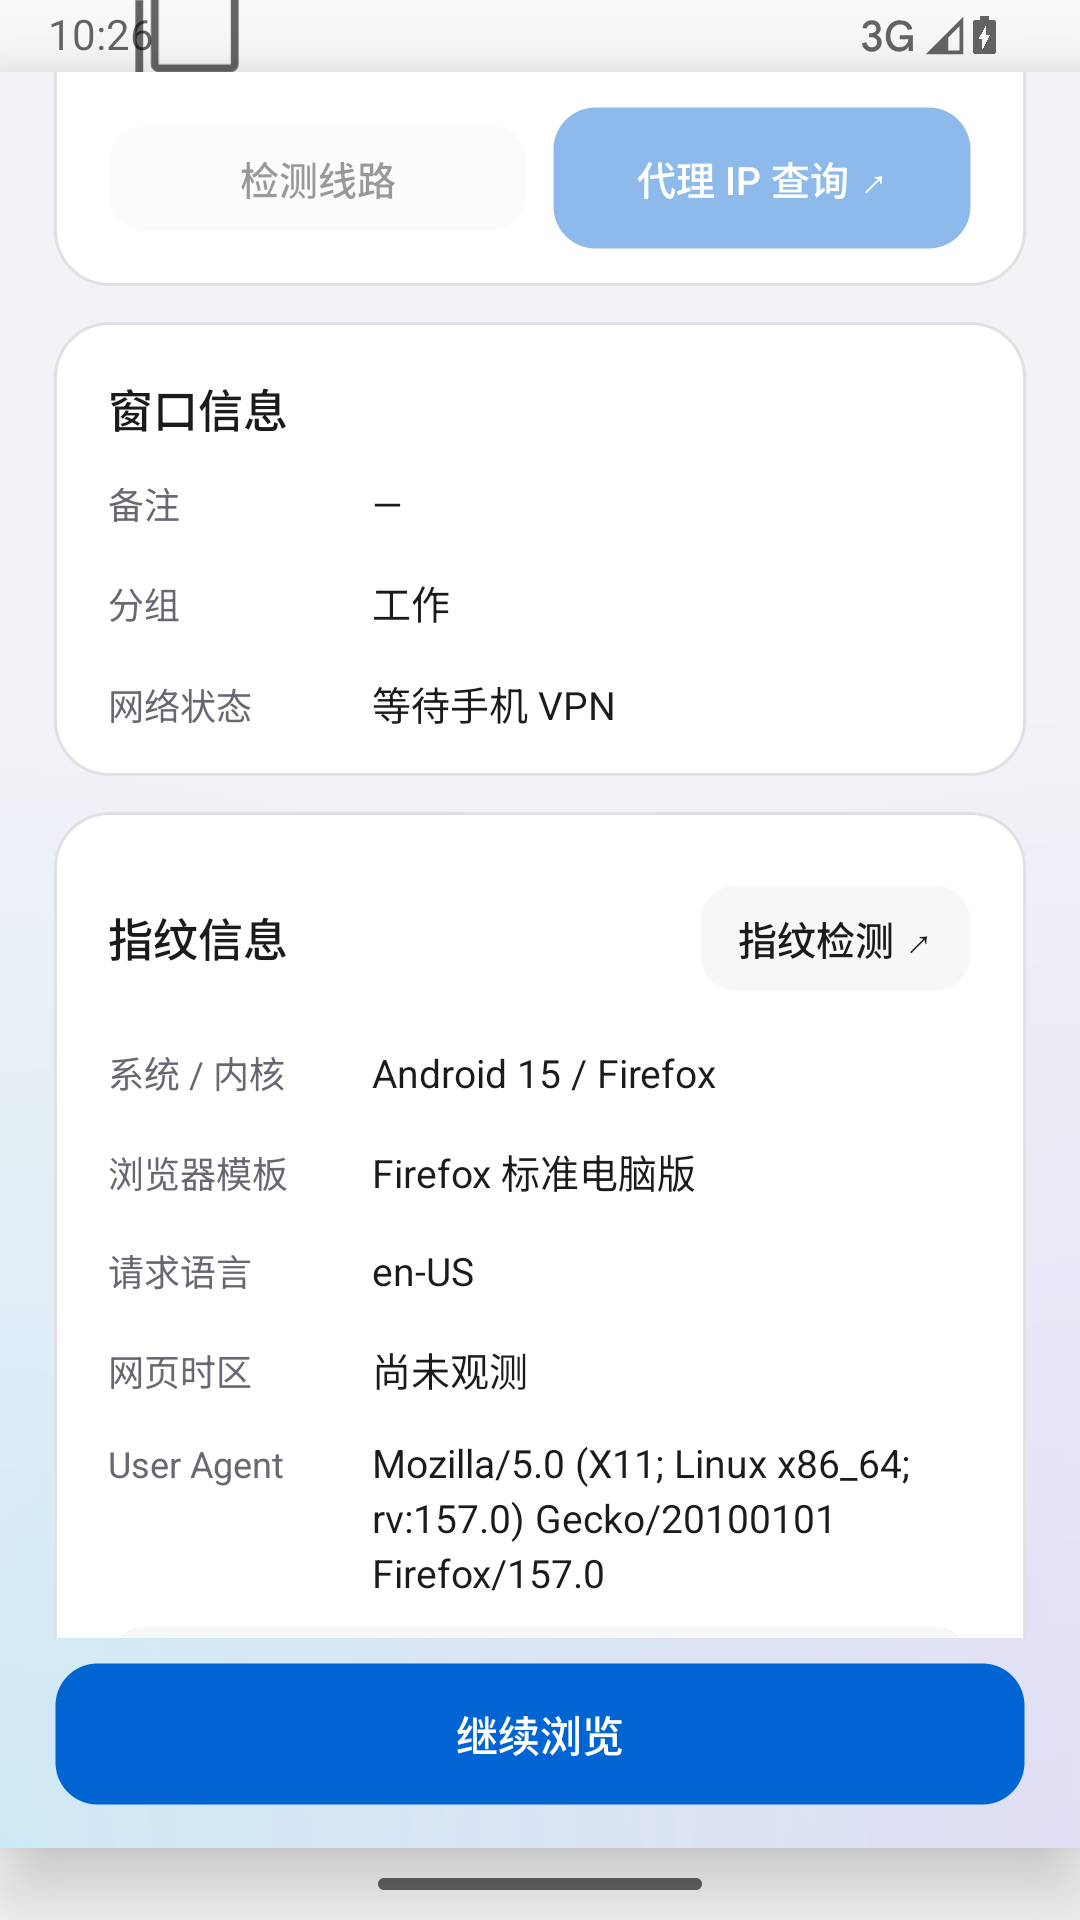 10:26
3G
检测线路
代理 IP 查询 ↗
窗口信息
备注 —
分组 工作
网络状态 等待手机 VPN
指纹信息
指纹检测 ↗
系统 / 内核 Android 15 / Firefox
浏览器模板 Firefox 标准电脑版
请求语言 en-US
网页时区 尚未观测
User Agent Mozilla/5.0 (X11; Linux x86_64;
rv:157.0) Gecko/20100101
Firefox/157.0
继续浏览